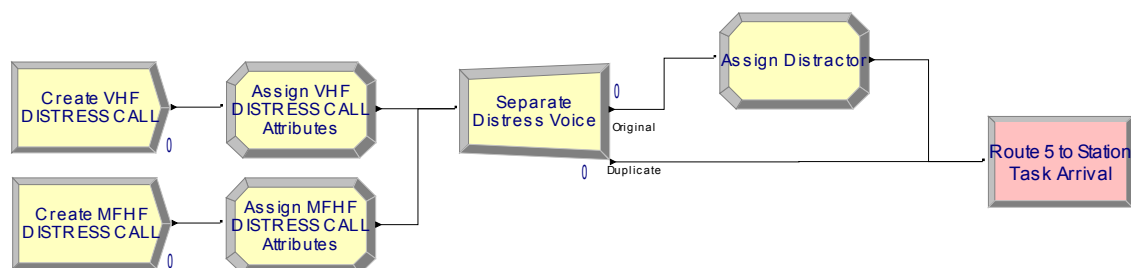 Create VHF
DISTRESS CALL
0
Assign VHF
DISTRESS CALL
Attributes
Create MFHF
DISTRESS CALL
0
Assign MFHF
DISTRESS CALL
Attributes
Separate
Distress Voice
0
Original
0
Duplicate
Assign Distractor
Route 5 to Station
Task Arrival